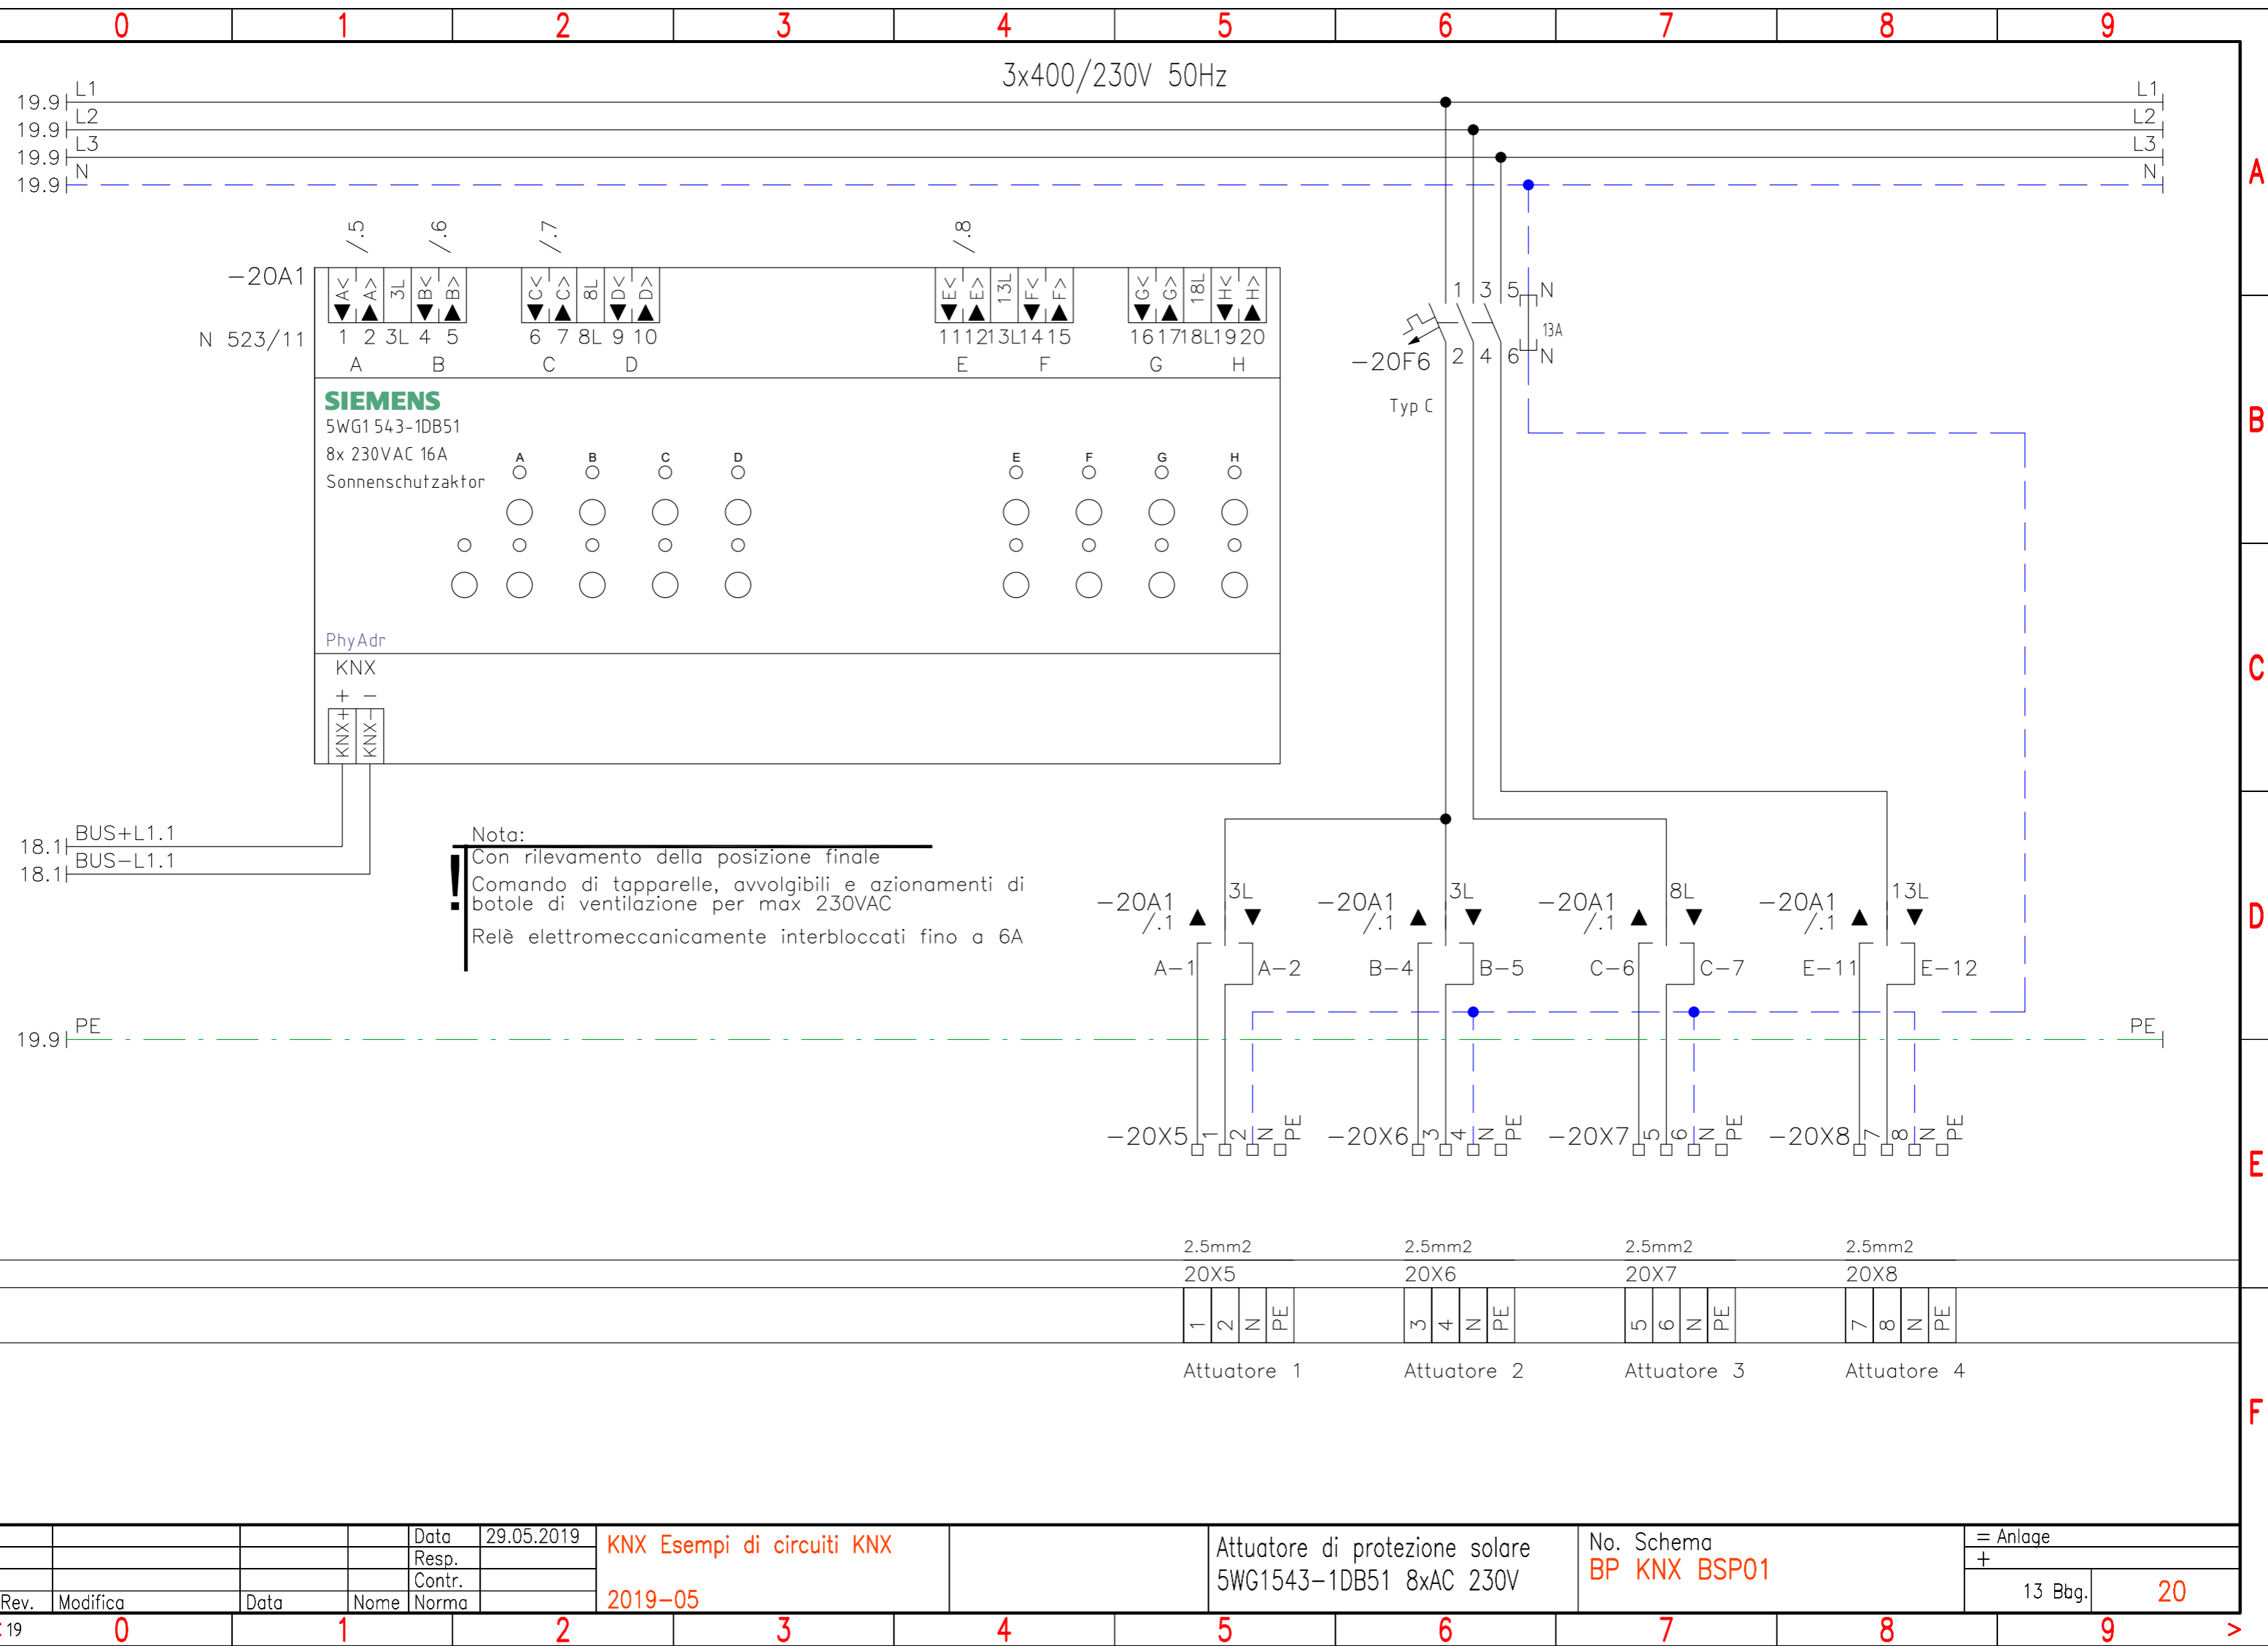 0 1 2 3 4 5 6 7 8 9
3x400/230V 50Hz
19.9 L1 L1
19.9 L2 L2
19.9 L3 L3
19.9 N N
A
/.5 /.6 /.7 /.8
-20A1
A< A> 3L B< B> C< C> 8L D< D> E< E> 13L F< F> G< G> 18L H< H>
N 523/11
1 2 3L 4 5 6 7 8L 9 10 11 12 13L 14 15 16 17 18L 19 20
A B C D E F G H
1 3 5 N
13A
-20F6 2 4 6 N
Typ C
B
SIEMENS
5WG1 543-1DB51
8x 230VAC 16A
Sonnenschutzaktor
A B C D E F G H
PhyAdr
KNX
+ -
KNX+ KNX-
C
18.1 BUS+L1.1
18.1 BUS-L1.1
Nota:
!
Con rilevamento della posizione finale
Comando di tapparelle, avvolgibili e azionamenti di
botole di ventilazione per max 230VAC
Relè elettromeccanicamente interbloccati fino a 6A
-20A1 3L -20A1 3L -20A1 8L -20A1 13L
/.1 /.1 /.1 /.1
D
A-1 A-2 B-4 B-5 C-6 C-7 E-11 E-12
19.9 PE PE
-20X5 1 2 N PE -20X6 3 4 N PE -20X7 5 6 N PE -20X8 7 8 N PE
E
2.5mm2 2.5mm2 2.5mm2 2.5mm2
20X5 20X6 20X7 20X8
1 2 N PE 3 4 N PE 5 6 N PE 7 8 N PE
Attuatore 1 Attuatore 2 Attuatore 3 Attuatore 4
F
Data 29.05.2019
Resp.
Contr.
Rev. Modifica Data Nome Norma
KNX Esempi di circuiti KNX
2019-05
Attuatore di protezione solare
5WG1543-1DB51 8xAC 230V
No. Schema
BP KNX BSP01
= Anlage
+
13 Bbg. 20
19 0 1 2 3 4 5 6 7 8 9 >